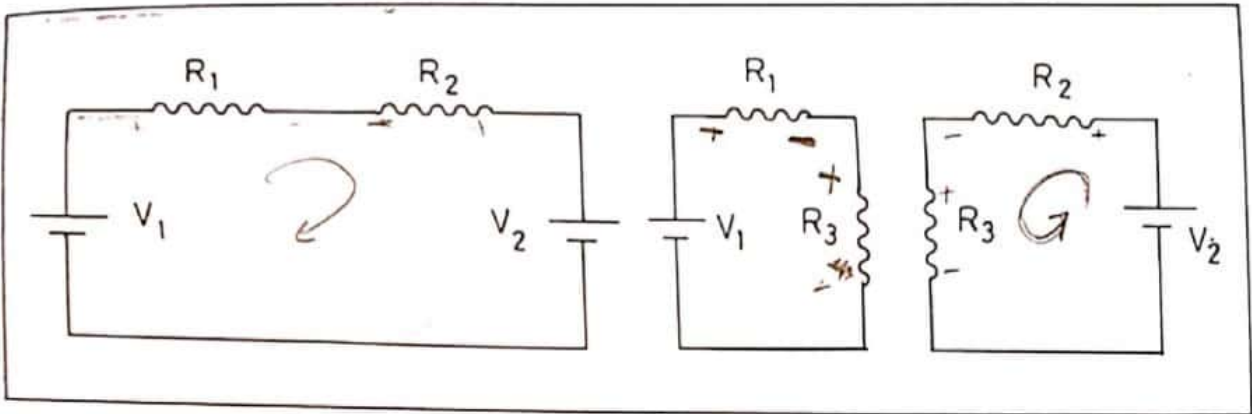 R₁ R₂ R₁ R₂
+ - - + + - - +
V₁ V₂ V₁ + R₃ - + R₃ - V₂